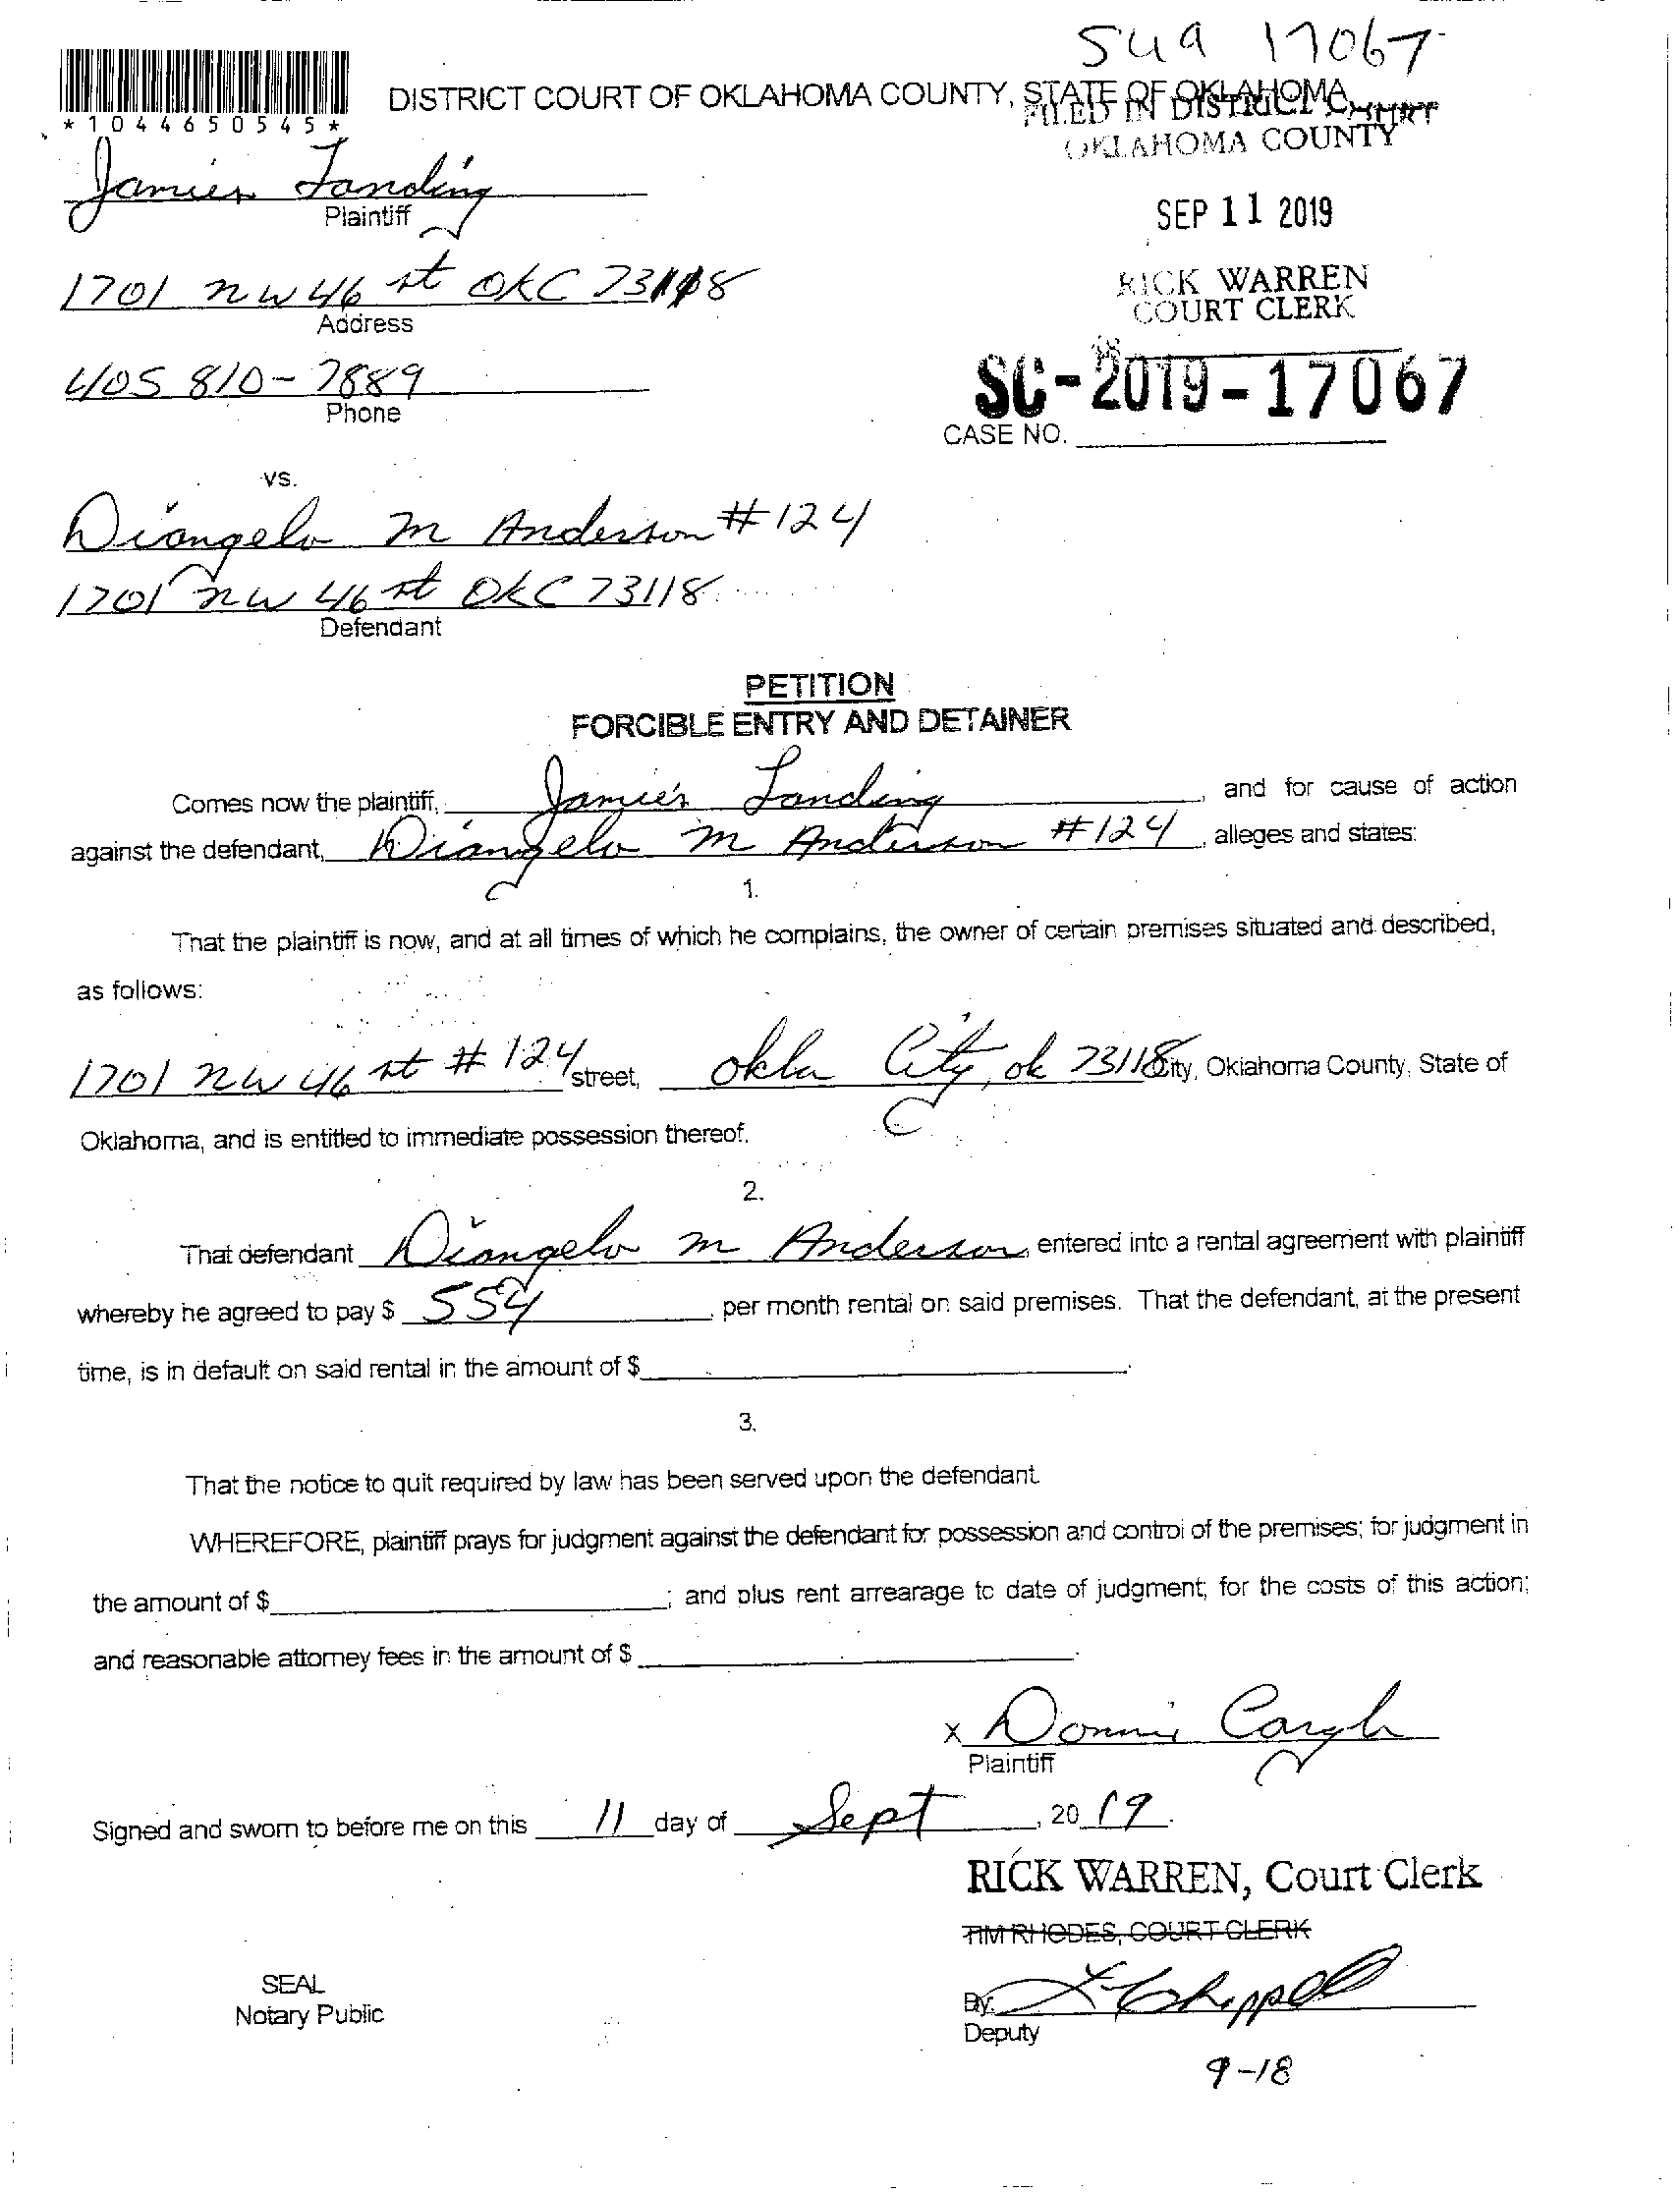 549 17067
*1044650545*
DISTRICT COURT OF OKLAHOMA COUNTY, STATE OF OKLAHOMA
FILED IN DISTRICT COURT
OKLAHOMA COUNTY
Jamies Landing
Plaintiff
SEP 11 2019
1701 nw 46 st OKC 73118
Address
RICK WARREN
COURT CLERK
405 810-7889
Phone
SC-2019-17067
CASE NO.
vs.
Diangelo M Anderson #124
1701 nw 46 st OKC 73118
Defendant
PETITION
FORCIBLE ENTRY AND DETAINER
Comes now the plaintiff, Jamie's Landing, and for cause of action
against the defendant, Diangelo M Anderson #124, alleges and states:
1.
That the plaintiff is now, and at all times of which he complains, the owner of certain premises situated and described,
as follows:
1701 nw 46 st #124 street, Okla City, ok 73118 City, Oklahoma County, State of
Oklahoma, and is entitled to immediate possession thereof.
2.
That defendant Diangelo M Anderson, entered into a rental agreement with plaintiff
whereby he agreed to pay $ 554, per month rental on said premises. That the defendant, at the present
time, is in default on said rental in the amount of $ .
3.
That the notice to quit required by law has been served upon the defendant.
WHEREFORE, plaintiff prays for judgment against the defendant for possession and control of the premises; for judgment in
the amount of $ ; and plus rent arrearage to date of judgment; for the costs of this action;
and reasonable attorney fees in the amount of $ .
x Donni
Plaintiff
Signed and sworn to before me on this 11 day of Sept, 2019.
RICK WARREN, Court Clerk
TIM RHODES, COURT CLERK
SEAL
Notary Public
By:
Deputy
9-18